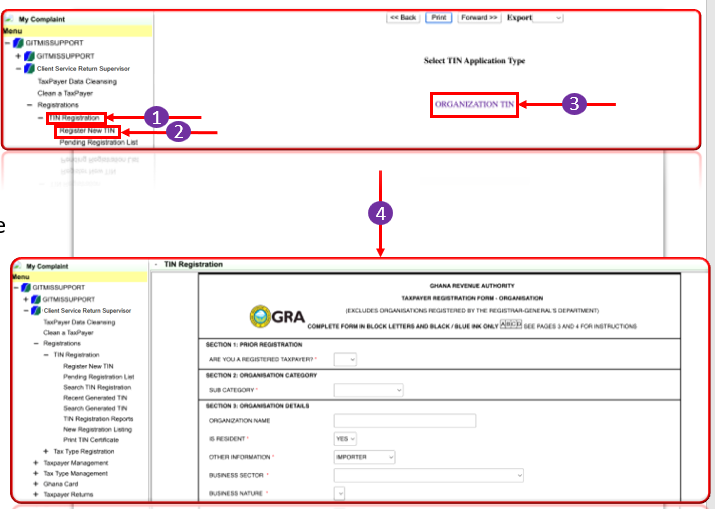 My Complaint
<< Back Print Forward >> Export
Menu
GITMISSUPPORT
GITMISSUPPORT
Client Service Return Supervisor
Select TIN Application Type
TaxPayer Data Cleansing
Clean a TaxPayer
Registrations
ORGANIZATION TIN
3
TIN Registration
1
Register New TIN
2
Pending Registration List
Pending Registration List
Register New TIN
4
e
My Complaint
- TIN Registration
Menu
GITMISSUPPORT
GITMISSUPPORT
Client Service Return Supervisor
TaxPayer Data Cleansing
Clean a TaxPayer
Registrations
TIN Registration
Register New TIN
Pending Registration List
Search TIN Registration
Recent Generated TIN
Search Generated TIN
TIN Registration Reports
New Registration Listing
Print TIN Certificate
Tax Type Registration
Taxpayer Management
Tax Type Management
Ghana Card
Taxpayer Returns
GHANA REVENUE AUTHORITY
TAXPAYER REGISTRATION FORM - ORGANISATION
(EXCLUDES ORGANISATIONS REGISTERED BY THE REGISTRAR-GENERAL'S DEPARTMENT)
GRA
COMPLETE FORM IN BLOCK LETTERS AND BLACK / BLUE INK ONLY ABCD SEE PAGES 3 AND 4 FOR INSTRUCTIONS
SECTION 1: PRIOR REGISTRATION
ARE YOU A REGISTERED TAXPAYER? *
SECTION 2: ORGANISATION CATEGORY
SUB CATEGORY *
SECTION 3: ORGANISATION DETAILS
ORGANIZATION NAME
IS RESIDENT * YES
OTHER INFORMATION * IMPORTER
BUSINESS SECTOR *
BUSINESS NATURE *